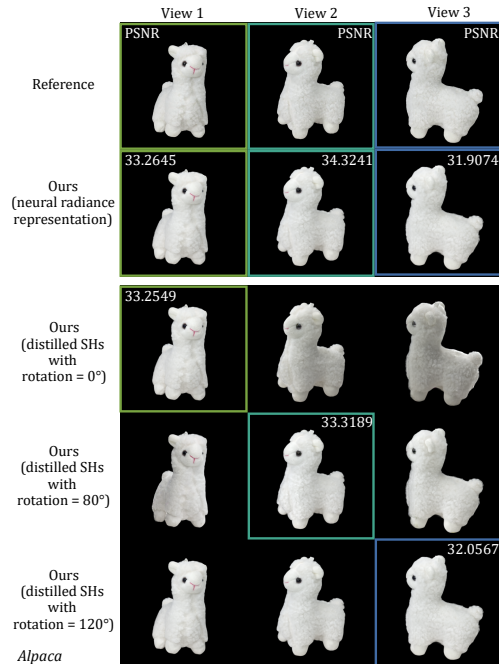 View 1
View 2
View 3
PSNR
PSNR
PSNR
Reference
33.2645
34.3241
31.9074
Ours
(neural radiance
representation)
33.2549
Ours
(distilled SHs
with
rotation = 0°)
33.3189
Ours
(distilled SHs
with
rotation = 80°)
32.0567
Ours
(distilled SHs
with
rotation = 120°)
Alpaca